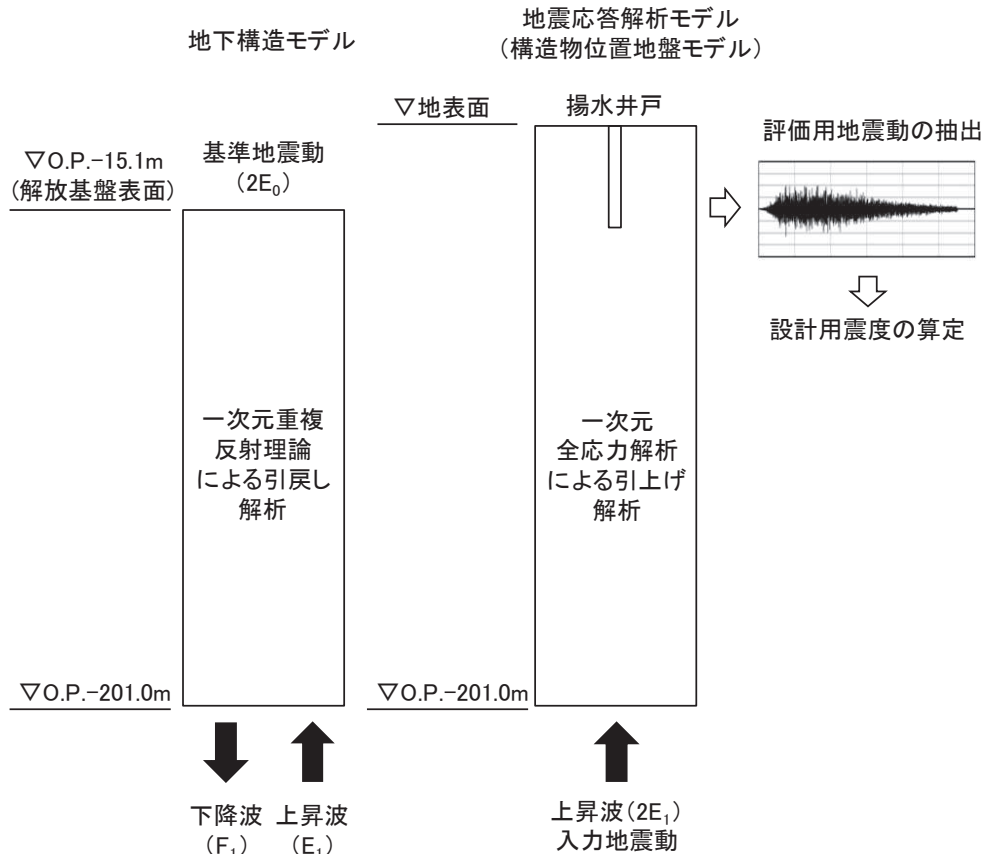 地下構造モデル
地震応答解析モデル
(構造物位置地盤モデル)
▽O.P.-15.1m
(解放基盤表面)
基準地震動
(2E₀)
▽地表面
揚水井戸
評価用地震動の抽出
設計用震度の算定
一次元重複
反射理論
による引戻し
解析
一次元
全応力解析
による引上げ
解析
▽O.P.-201.0m
▽O.P.-201.0m
下降波
(F₁)
上昇波
(E₁)
上昇波(2E₁)
入力地震動